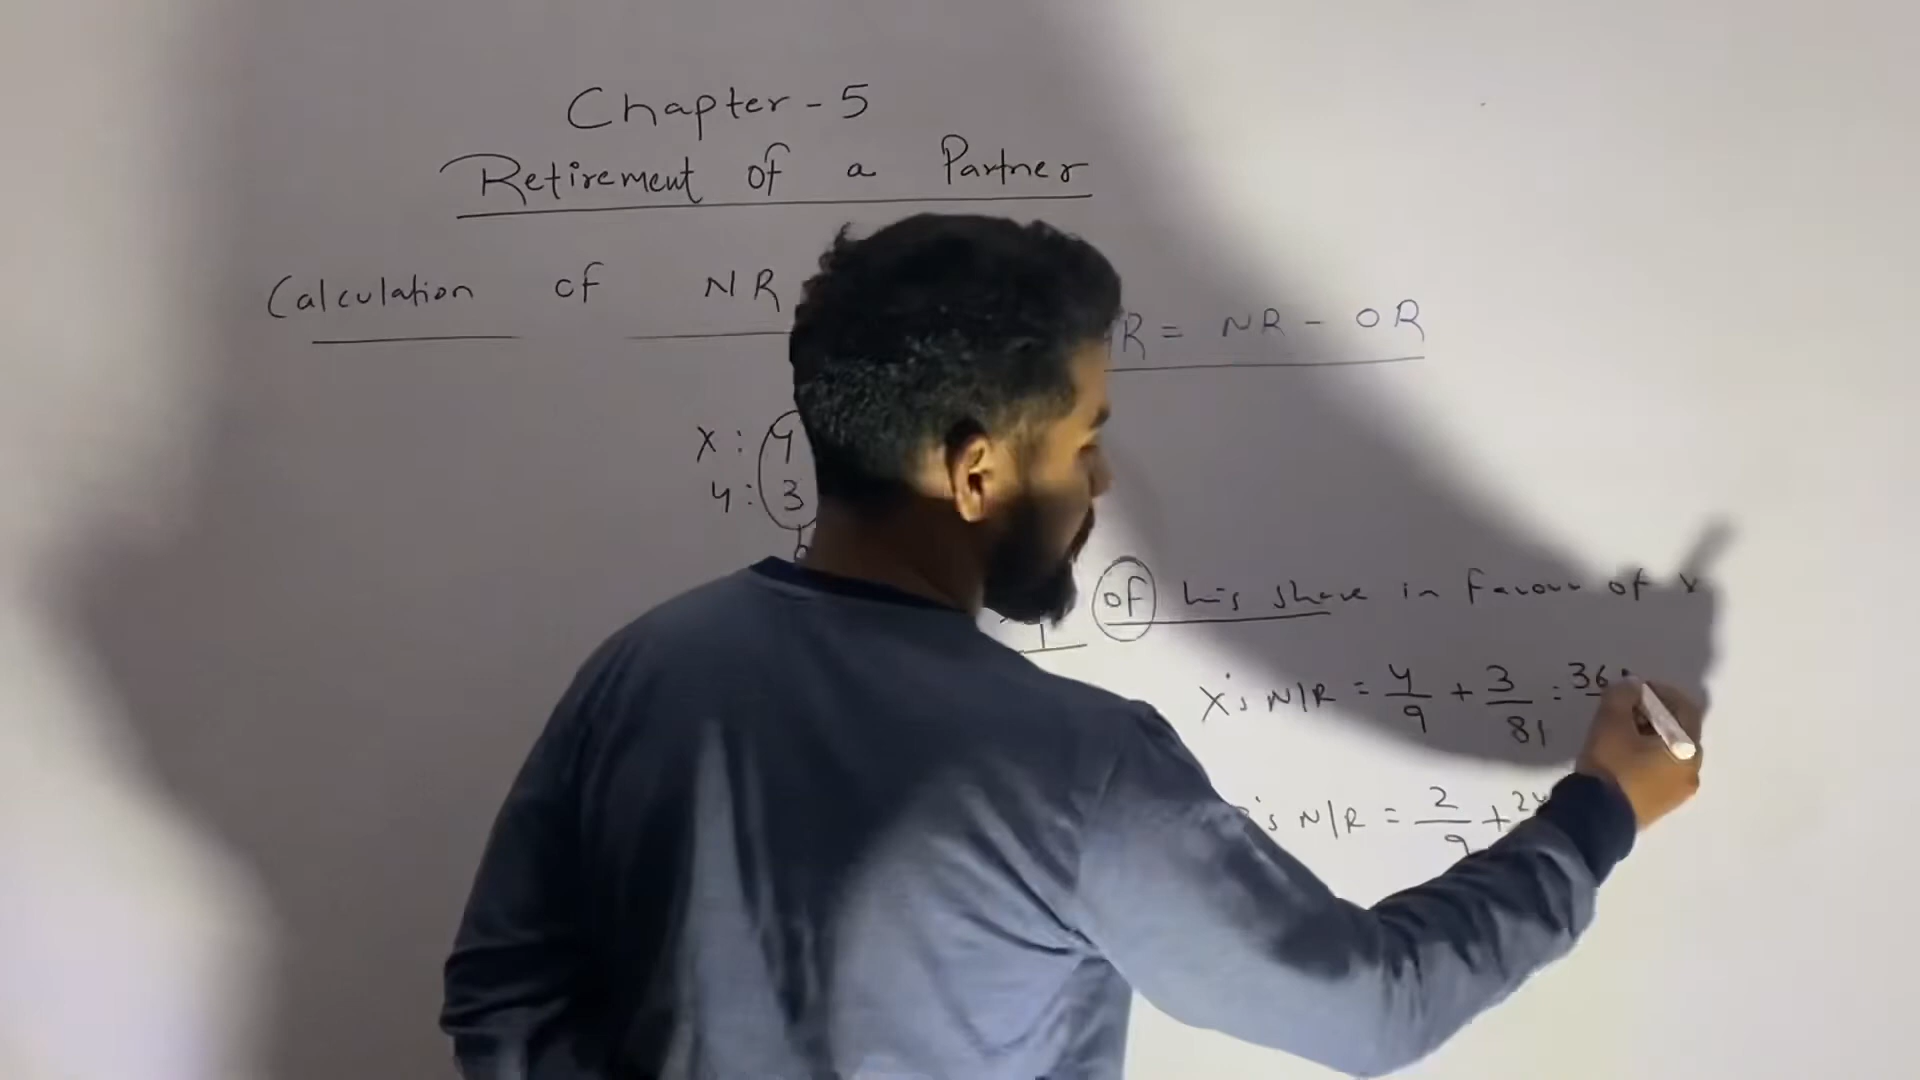 Chapter - 5
Retirement of a Partner
Calculation of NR
R = NR - OR
X : 4
Y : 3
of his share in favour of X
X's N/R = 4/9 + 3/81 = 36
's N/R = 2/9 + 24